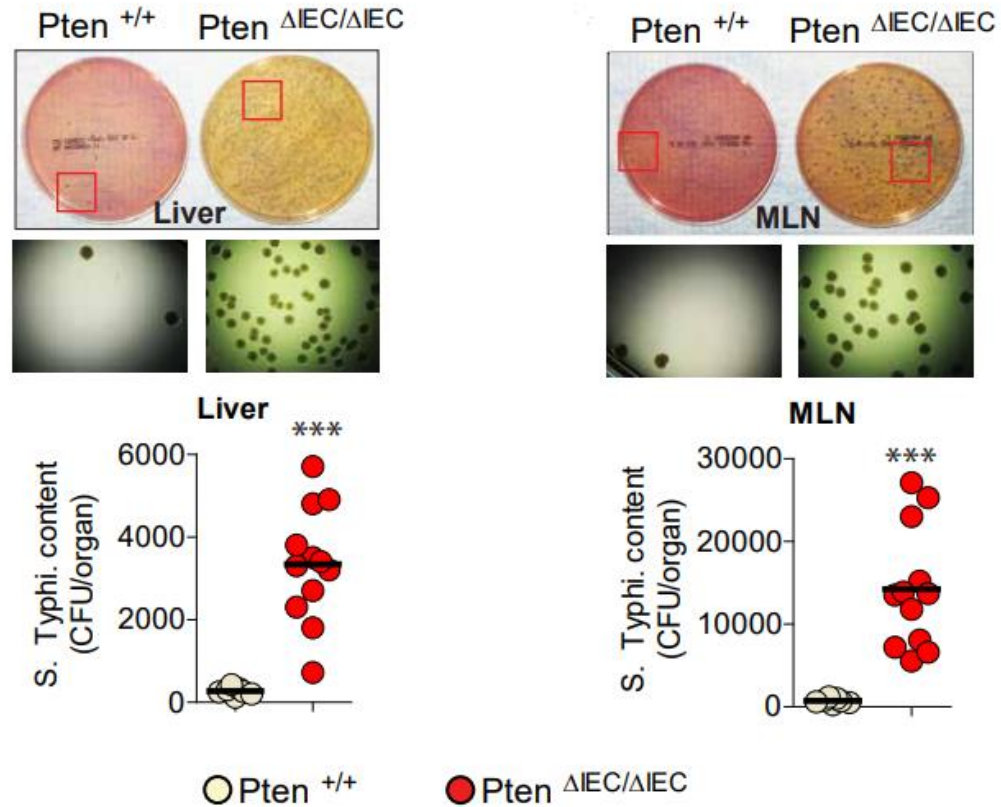 Pten +/+ Pten ΔIEC/ΔIEC
Liver
Liver
***
6000
4000
2000
0
S. Typhi. content
(CFU/organ)
Pten +/+ Pten ΔIEC/ΔIEC
MLN
MLN
***
30000
20000
10000
0
S. Typhi. content
(CFU/organ)
Pten +/+ Pten ΔIEC/ΔIEC